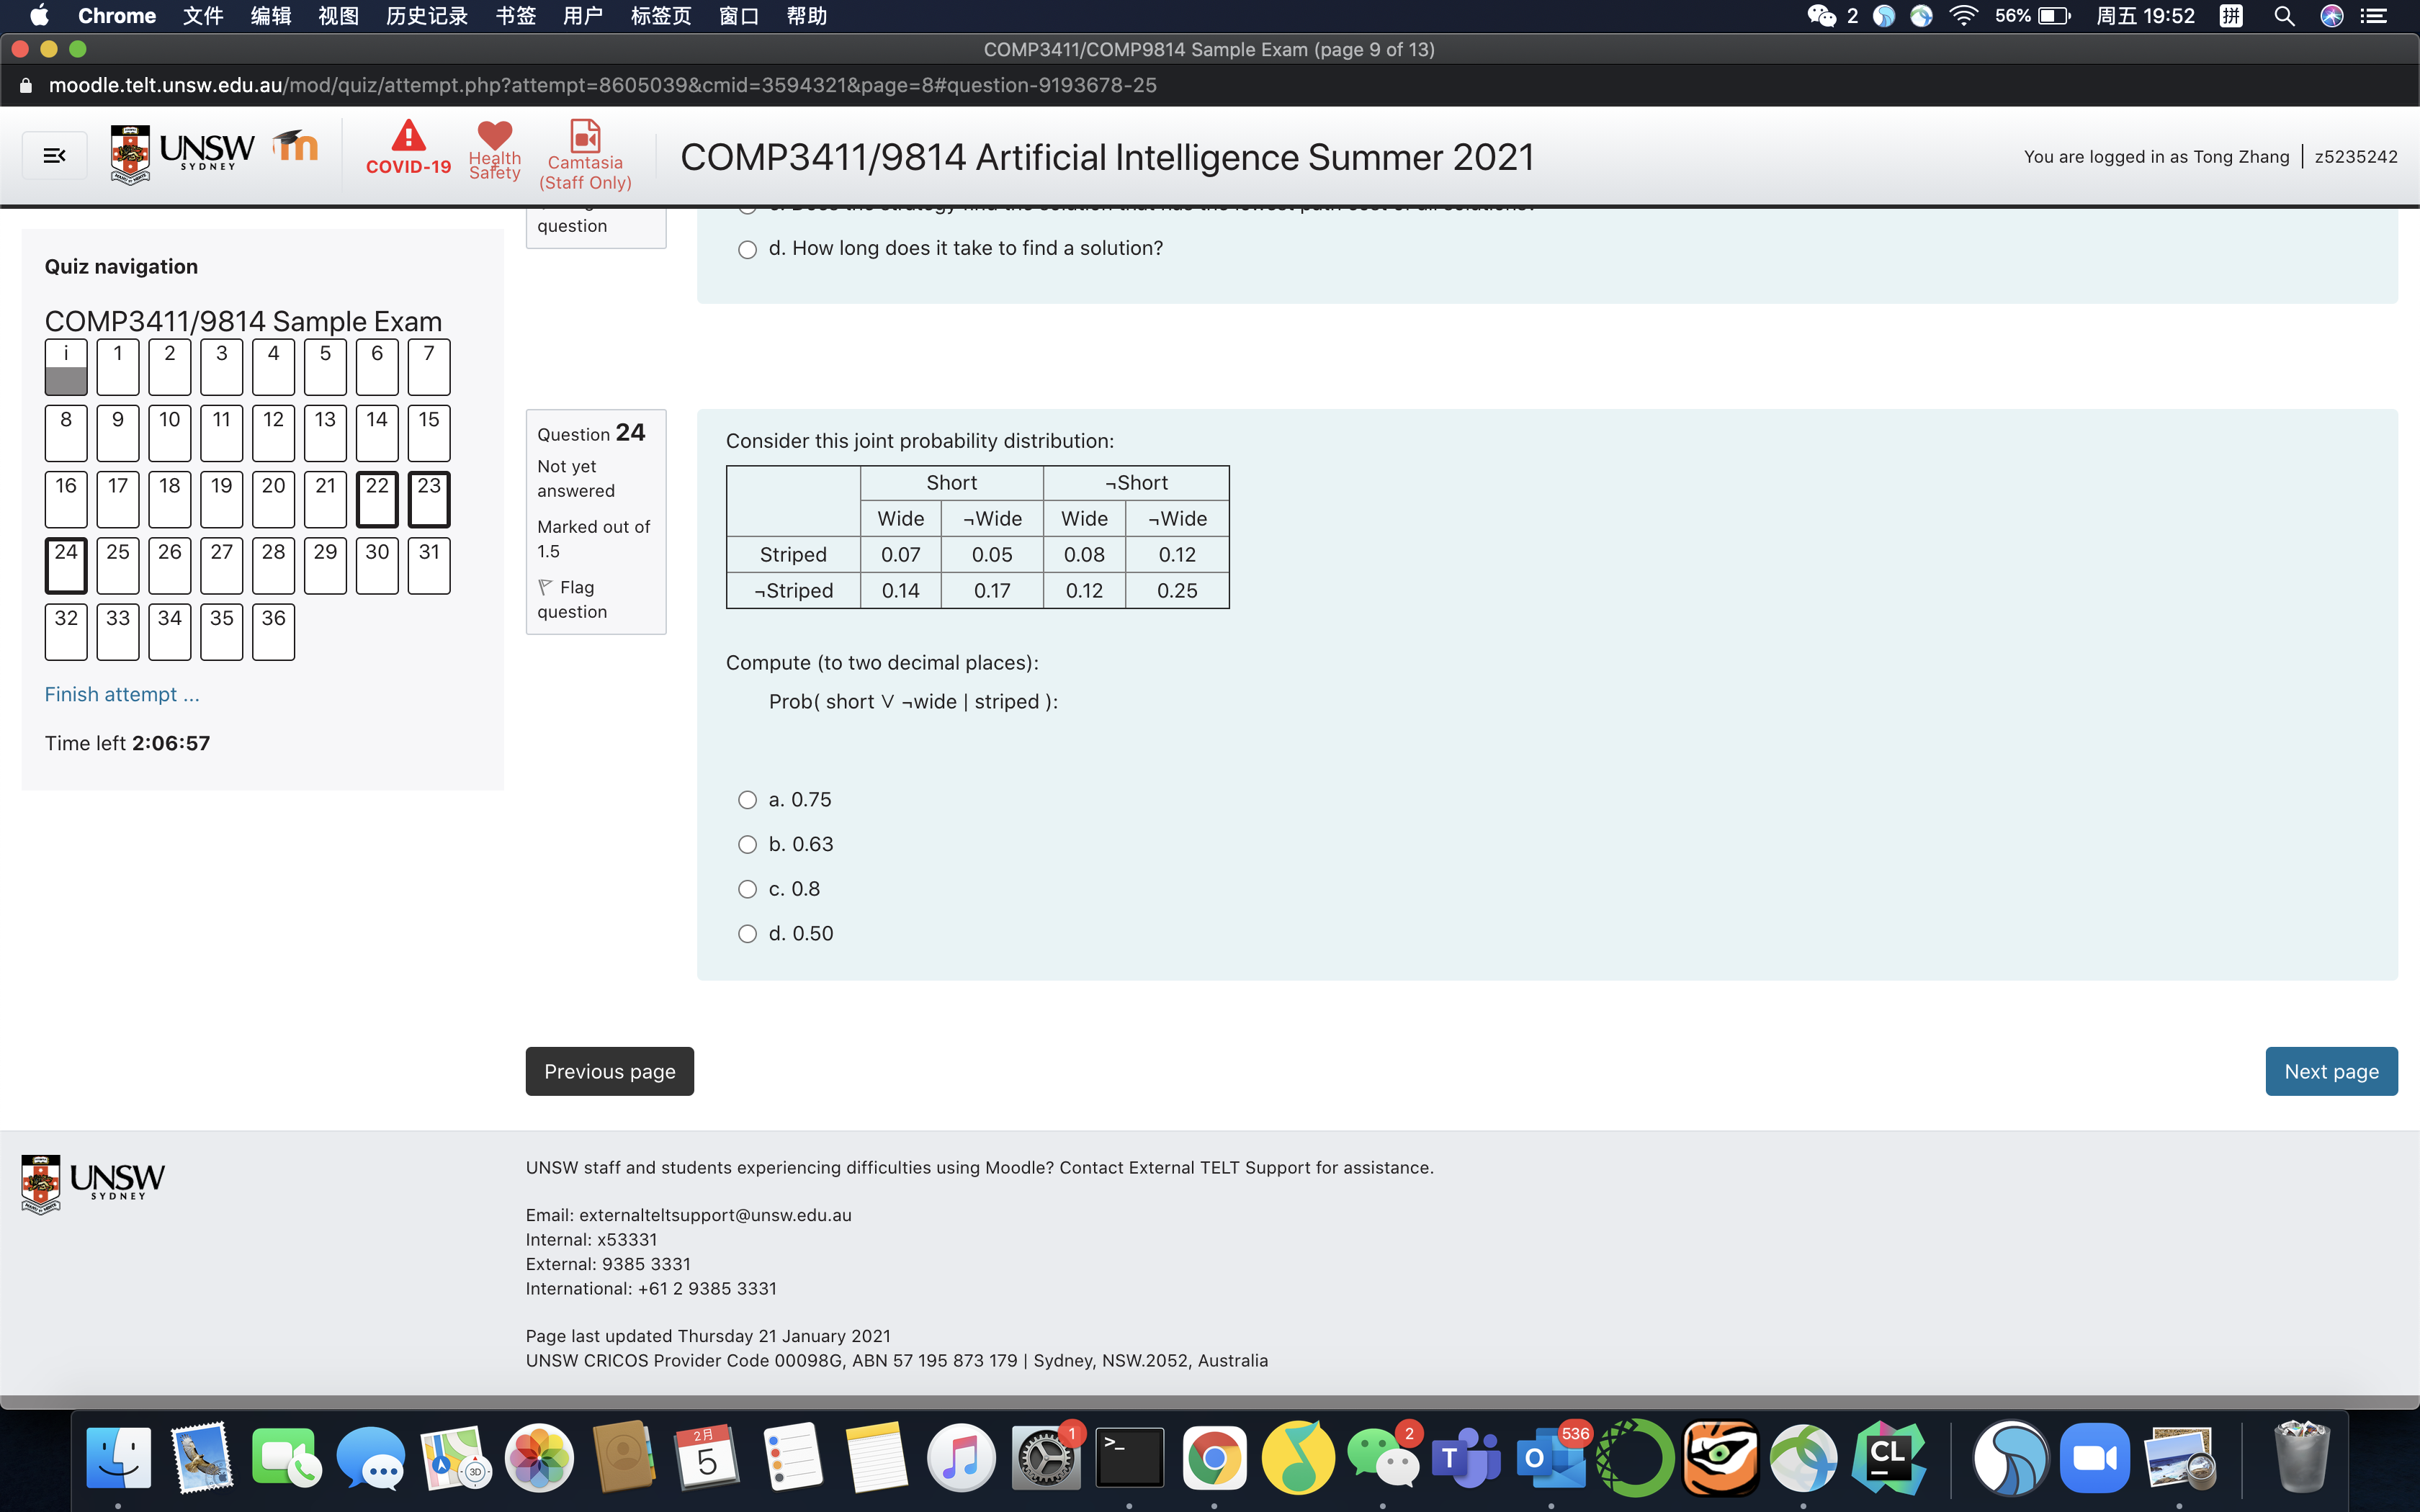 Chrome 文件 编辑 视图 历史记录 书签 用户 标签页 窗口 帮助 2 56% 周五 19:52 拼
COMP3411/COMP9814 Sample Exam (page 9 of 13)
moodle.telt.unsw.edu.au/mod/quiz/attempt.php?attempt=8605039&cmid=3594321&page=8#question-9193678-25
UNSW
SYDNEY
m
COVID-19
Health
Safety
Camtasia
(Staff Only)
COMP3411/9814 Artificial Intelligence Summer 2021
You are logged in as Tong Zhang | z5235242
question
d. How long does it take to find a solution?
Quiz navigation
COMP3411/9814 Sample Exam
i 1 2 3 4 5 6 7
8 9 10 11 12 13 14 15
16 17 18 19 20 21 22 23
24 25 26 27 28 29 30 31
32 33 34 35 36
Finish attempt ...
Time left 2:06:57
Question 24
Not yet
answered
Marked out of
1.5
Flag
question
Consider this joint probability distribution:
Short ¬Short
Wide ¬Wide Wide ¬Wide
Striped 0.07 0.05 0.08 0.12
¬Striped 0.14 0.17 0.12 0.25
Compute (to two decimal places):
Prob( short ∨ ¬wide | striped ):
a. 0.75
b. 0.63
c. 0.8
d. 0.50
Previous page
Next page
UNSW
SYDNEY
UNSW staff and students experiencing difficulties using Moodle? Contact External TELT Support for assistance.
Email: externalteltsupport@unsw.edu.au
Internal: x53331
External: 9385 3331
International: +61 2 9385 3331
Page last updated Thursday 21 January 2021
UNSW CRICOS Provider Code 00098G, ABN 57 195 873 179 | Sydney, NSW.2052, Australia
3D
2月
5
1
>_
2
T
O
536
CL